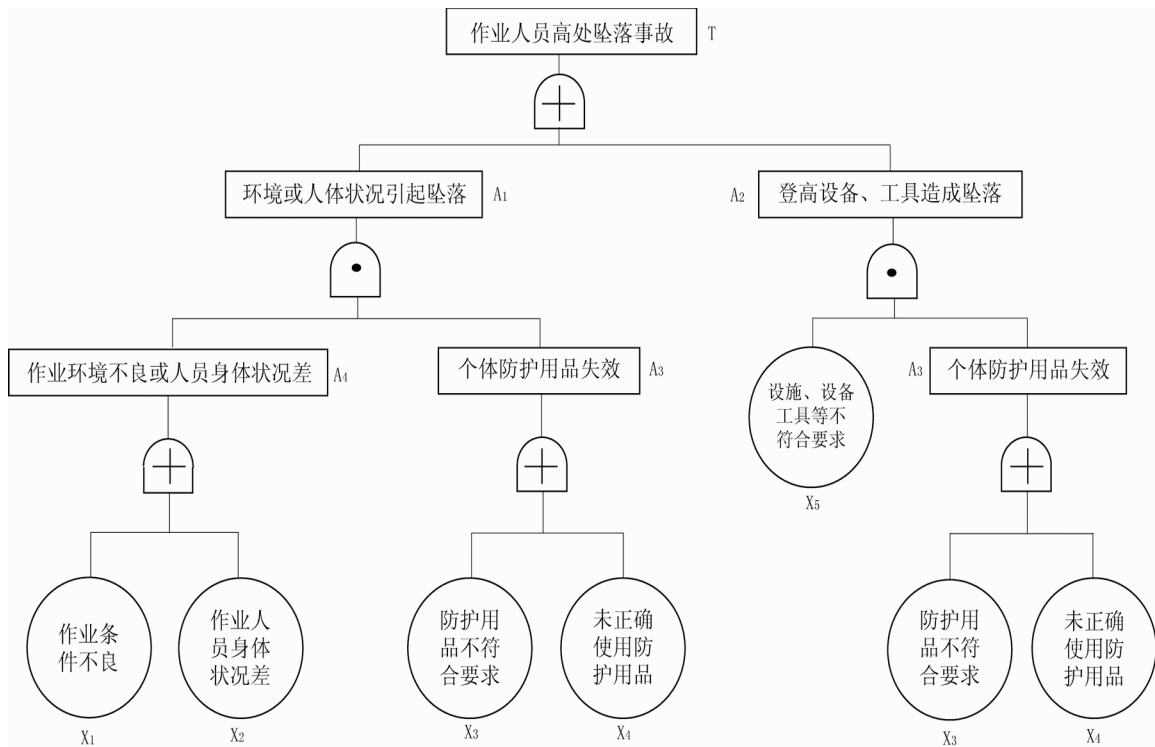 作业人员高处坠落事故 T
环境或人体状况引起坠落 A1
A2 登高设备、工具造成坠落
作业环境不良或人员身体状况差 A4
个体防护用品失效 A3
设施、设备
工具等不
符合要求
X5
A3 个体防护用品失效
作业条
件不良
X1
作业人
员身体
状况差
X2
防护用
品不符
合要求
X3
未正确
使用防
护用品
X4
防护用
品不符
合要求
X3
未正确
使用防
护用品
X4